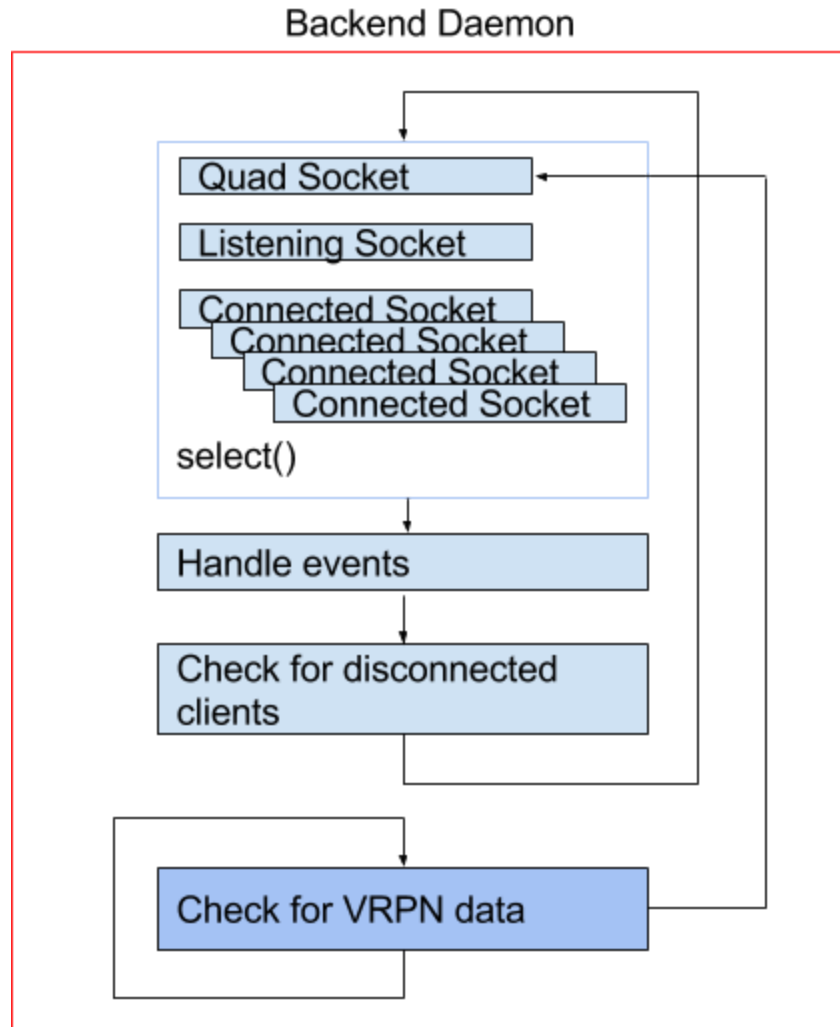 Backend Daemon
Quad Socket
Listening Socket
Connected Socket
Connected Socket
Connected Socket
Connected Socket
select()
Handle events
Check for disconnected
clients
Check for VRPN data